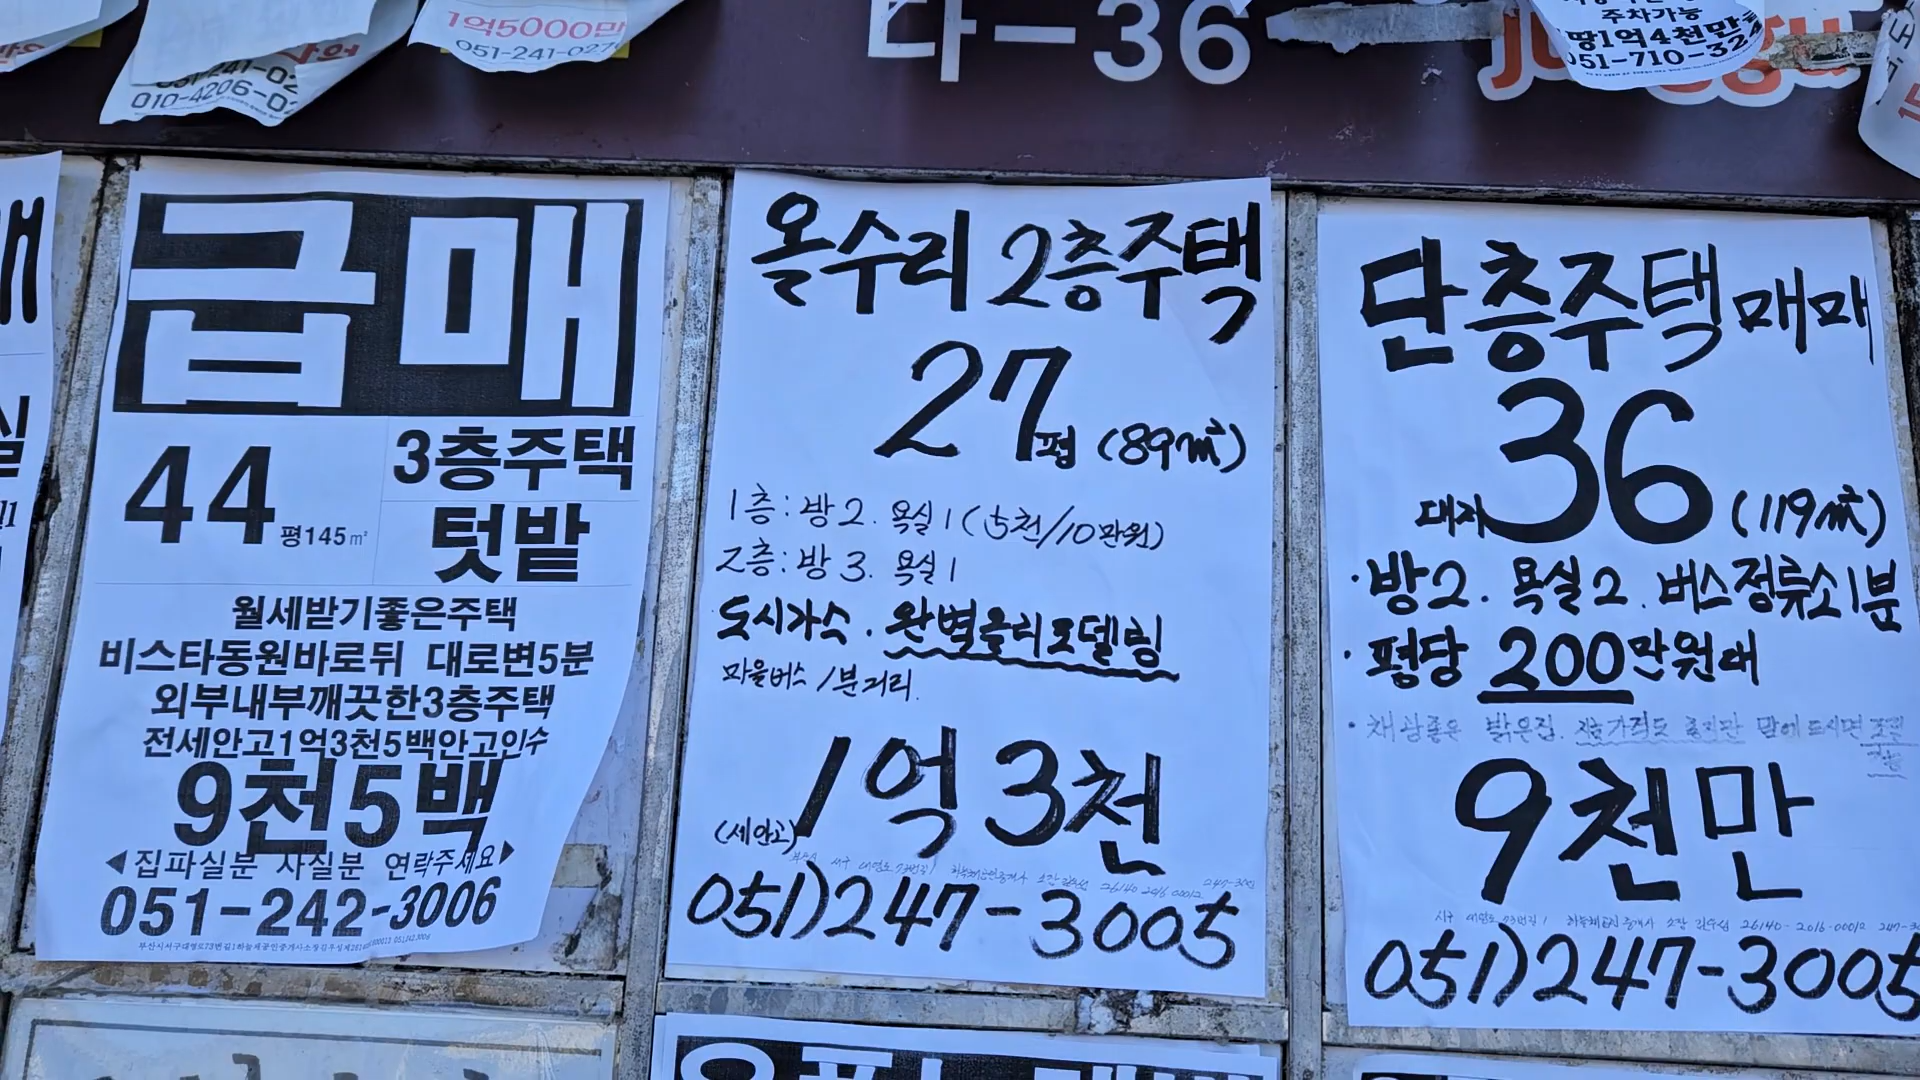 1억5000만
051-241-027
010-4206-0
다-36
주차가능
땅1억4천만
051-710-324
급매
44평145㎡
3층주택
텃밭
월세받기좋은주택
비스타동원바로뒤 대로변5분
외부내부깨끗한3층주택
전세안고1억3천5백안고인수
9천5백
◀집파실분 사실분 연락주세요▶
051-242-3006
올수리 2층주택
27평 (89㎡)
1층: 방2. 욕실1 (5천/10만원)
2층: 방3. 욕실1
도시가스. 완벽올리모델링
마을버스 1분거리.
(세안고) 1억3천
051)247-3005
단층주택 매매
대지 36 (119㎡)
·방2. 욕실2. 버스정류소1분
·평당 200만원대
·채광좋은 밝은집.
9천만
051)247-3005